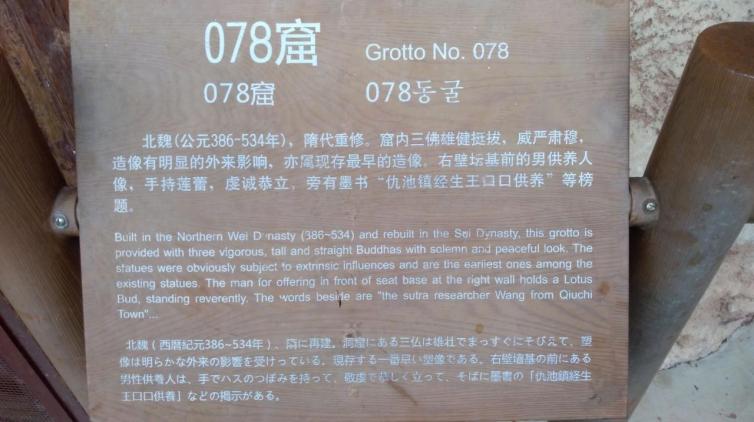 078窟 Grotto No. 078
078窟 078동굴
北魏(公元386-534年)，隋代重修。窟内三佛雄健挺拔，威严肃穆，
造像有明显的外来影响，亦属现存最早的造像。右壁坛基前的男供养人
像，手持莲蕾，虔诚恭立，旁有墨书“仇池镇经生王口口供养”等榜
题。
Built in the Northern Wei Dynasty (386~534) and rebuilt in the Sui Dynasty, this grotto is
provided with three vigorous, tall and straight Buddhas with solemn and peaceful look. The
statues were obviously subject to extrinsic influences and are the earliest ones among the
existing statues. The man for offering in front of seat base at the right wall holds a Lotus
Bud, standing reverently. The words beside are "the sutra researcher Wang from Qiuchi
Town"...
北魏（西暦紀元386~534年）、隋に再建。洞窟にある三仏は雄壮でまっすぐにそびえて、塑
像は明らかな外来の影響を受けっている，現存する一番早い塑像である。右壁壇基の前にある
男性供養人は、手でハスのつぼみを持って、敬虔で恭しく立って、そばに墨書の「仇池鎮経生
王口口供養」などの掲示がある。